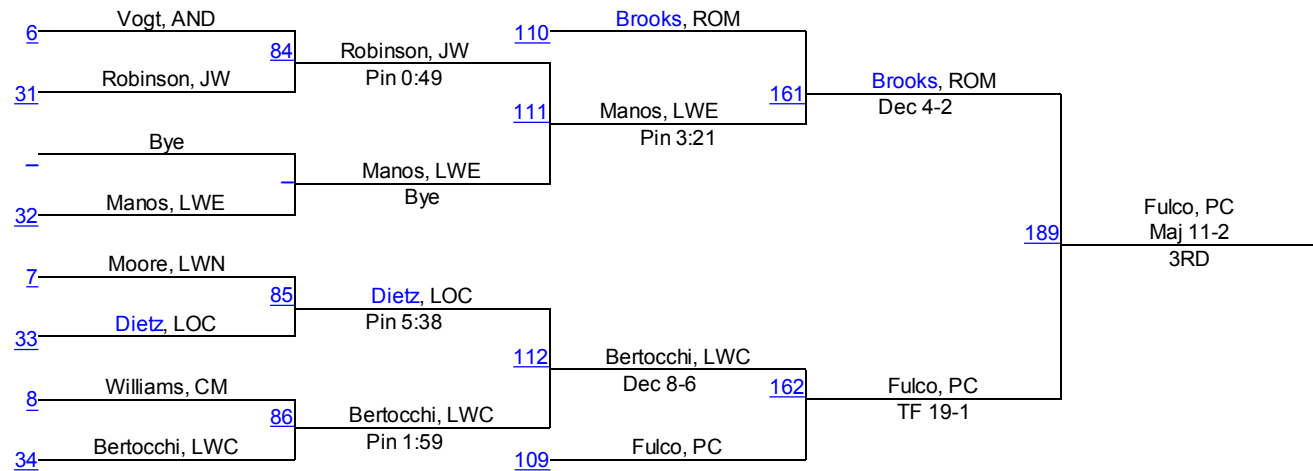 Vogt, AND
6
84
Robinson, JW
31
Robinson, JW
Pin 0:49
Bye
–
–
Manos, LWE
32
Manos, LWE
Bye
111
110
Brooks, ROM
Manos, LWE
Pin 3:21
161
Brooks, ROM
Dec 4-2
Moore, LWN
7
85
Dietz, LOC
33
Dietz, LOC
Pin 5:38
Williams, CM
8
86
Bertocchi, LWC
34
Bertocchi, LWC
Pin 1:59
112
Bertocchi, LWC
Dec 8-6
109
Fulco, PC
162
Fulco, PC
TF 19-1
189
Fulco, PC
Maj 11-2
3RD